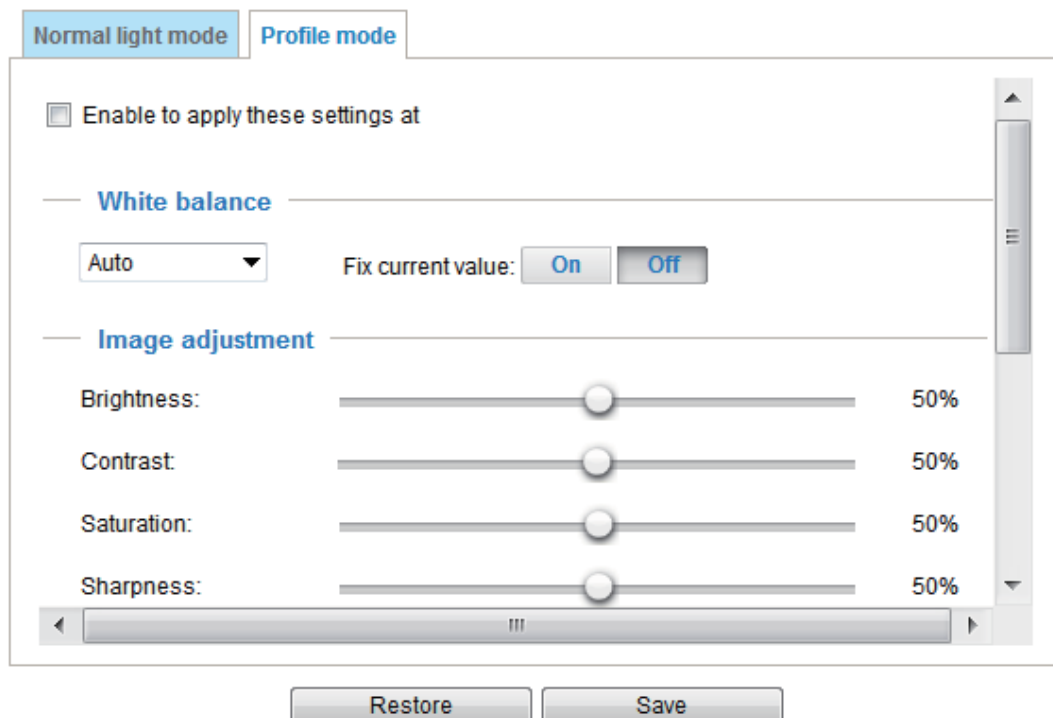 Normal light mode Profile mode
Enable to apply these settings at
White balance
Auto Fix current value: On Off
Image adjustment
Brightness: 50%
Contrast: 50%
Saturation: 50%
Sharpness: 50%
Restore Save